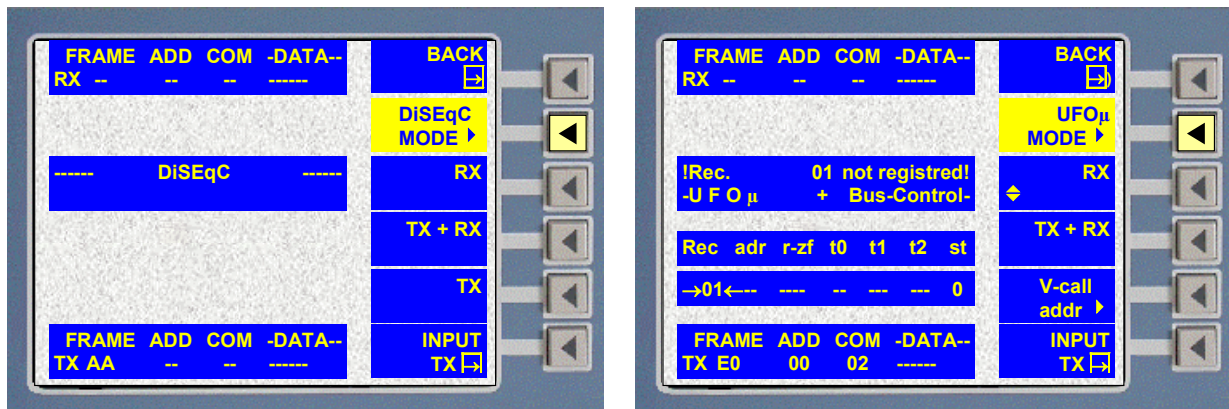 FRAME ADD COM -DATA--
RX -- -- -- ------
BACK
DiSEqC
MODE
------ DiSEqC ------
RX
TX + RX
TX
FRAME ADD COM -DATA--
TX AA -- -- ------
INPUT
TX
FRAME ADD COM -DATA--
RX -- -- -- ------
BACK
UFOµ
MODE
!Rec. 01 not registred!
-U F O µ + Bus-Control-
RX
TX + RX
Rec adr r-zf t0 t1 t2 st
→01←-- ---- -- --- --- 0
V-call
addr
FRAME ADD COM -DATA--
TX E0 00 02 ------
INPUT
TX